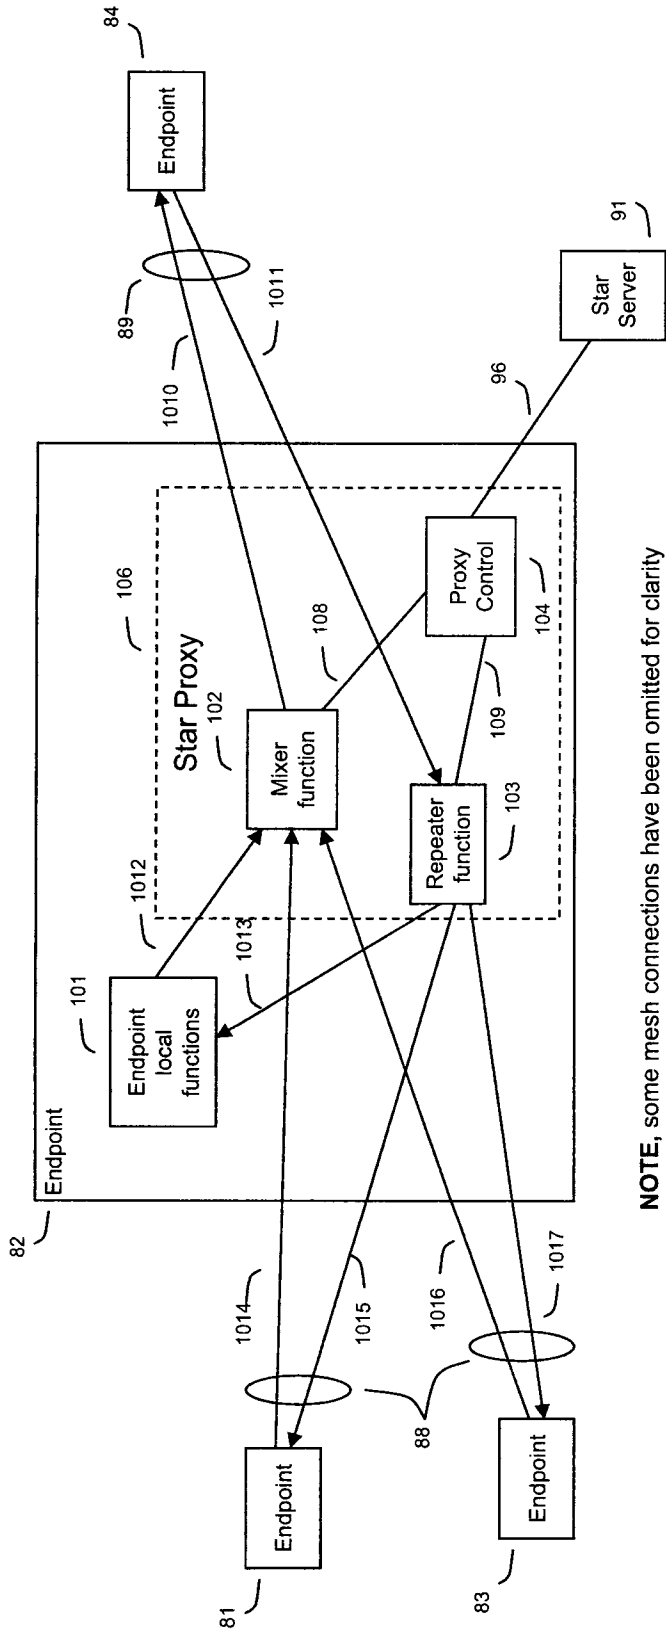 82
Endpoint
101
Endpoint
local
functions
1012
1013
106
Star Proxy
102
Mixer
function
108
Repeater
function
103
109
Proxy
Control
104
1010
89
1011
84
Endpoint
96
91
Star
Server
81
Endpoint
1014
1015
88
1016
1017
83
Endpoint
NOTE, some mesh connections have been omitted for clarity